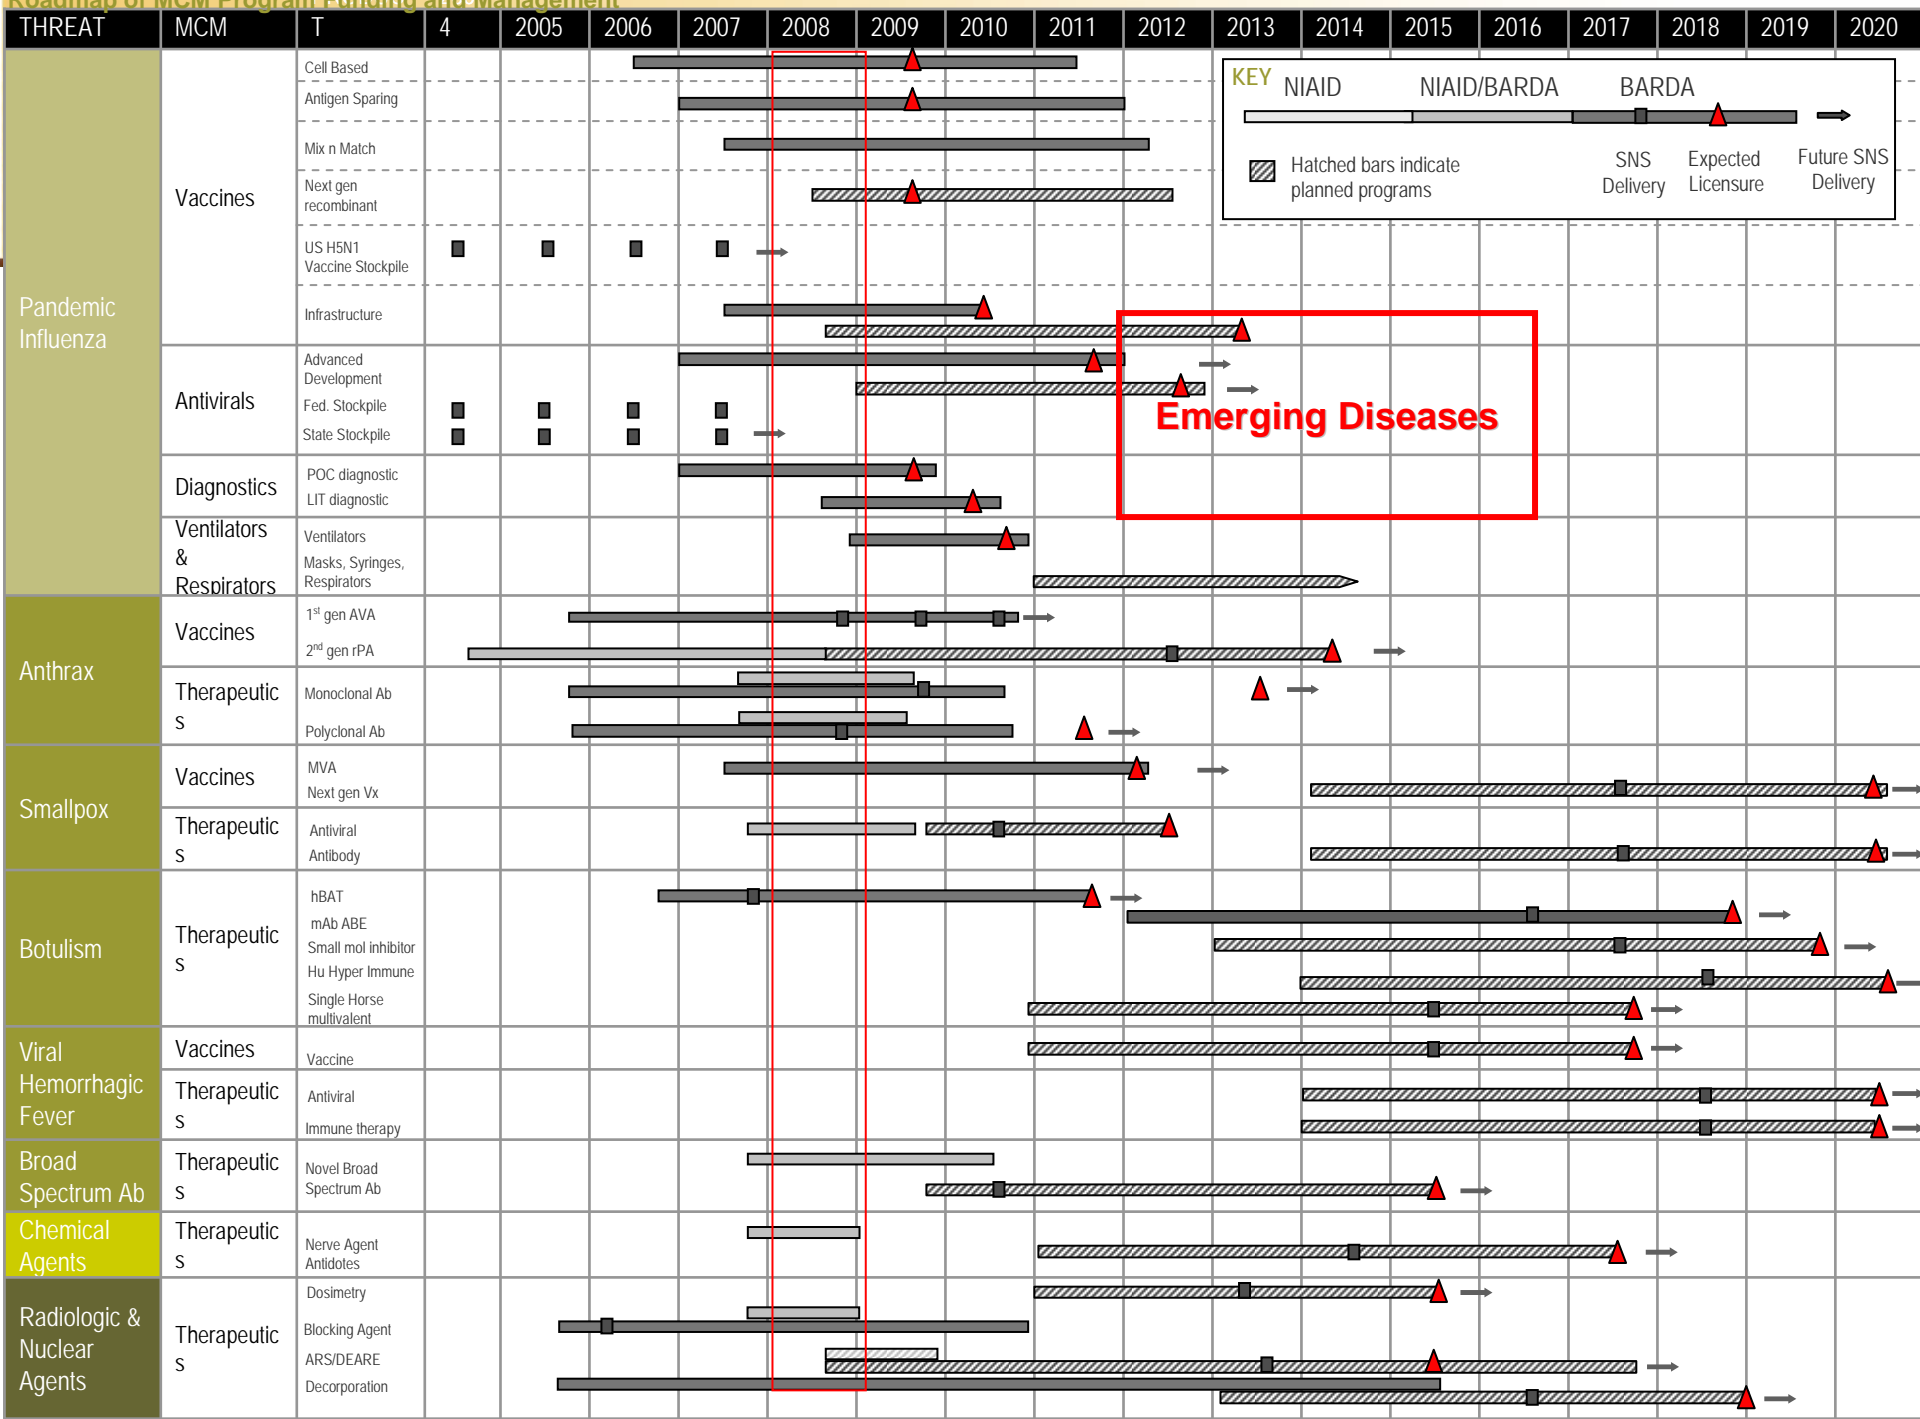 Roadmap of MCM Program Funding and Management
THREAT MCM T 4 2005 2006 2007 2008 2009 2010 2011 2012 2013 2014 2015 2016 2017 2018 2019 2020
KEY NIAID NIAID/BARDA BARDA
Hatched bars indicate
planned programs
SNS
Delivery
Expected
Licensure
Future SNS
Delivery
Pandemic
Influenza
Vaccines
Cell Based
Antigen Sparing
Mix n Match
Next gen
recombinant
US H5N1
Vaccine Stockpile
Infrastructure
Antivirals
Advanced
Development
Fed. Stockpile
State Stockpile
Emerging Diseases
Diagnostics
POC diagnostic
LIT diagnostic
Ventilators
&
Respirators
Ventilators
Masks, Syringes,
Respirators
Anthrax
Vaccines
1st gen AVA
2nd gen rPA
Therapeutic
s
Monoclonal Ab
Polyclonal Ab
Smallpox
Vaccines
MVA
Next gen Vx
Therapeutic
s
Antiviral
Antibody
Botulism
Therapeutic
s
hBAT
mAb ABE
Small mol inhibitor
Hu Hyper Immune
Single Horse
multivalent
Viral
Hemorrhagic
Fever
Vaccines
Vaccine
Therapeutic
s
Antiviral
Immune therapy
Broad
Spectrum Ab
Therapeutic
s
Novel Broad
Spectrum Ab
Chemical
Agents
Therapeutic
s
Nerve Agent
Antidotes
Radiologic &
Nuclear
Agents
Therapeutic
s
Dosimetry
Blocking Agent
ARS/DEARE
Decorporation